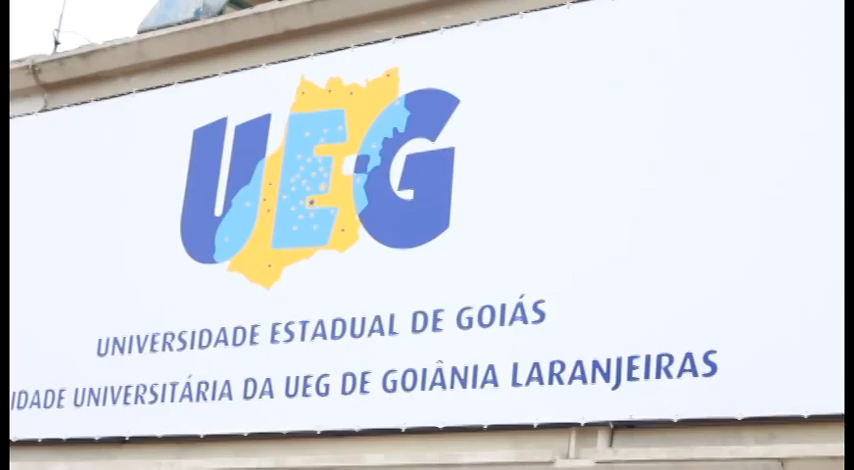 UEG
UNIVERSIDADE ESTADUAL DE GOIÁS
IDADE UNIVERSITÁRIA DA UEG DE GOIÂNIA LARANJEIRAS